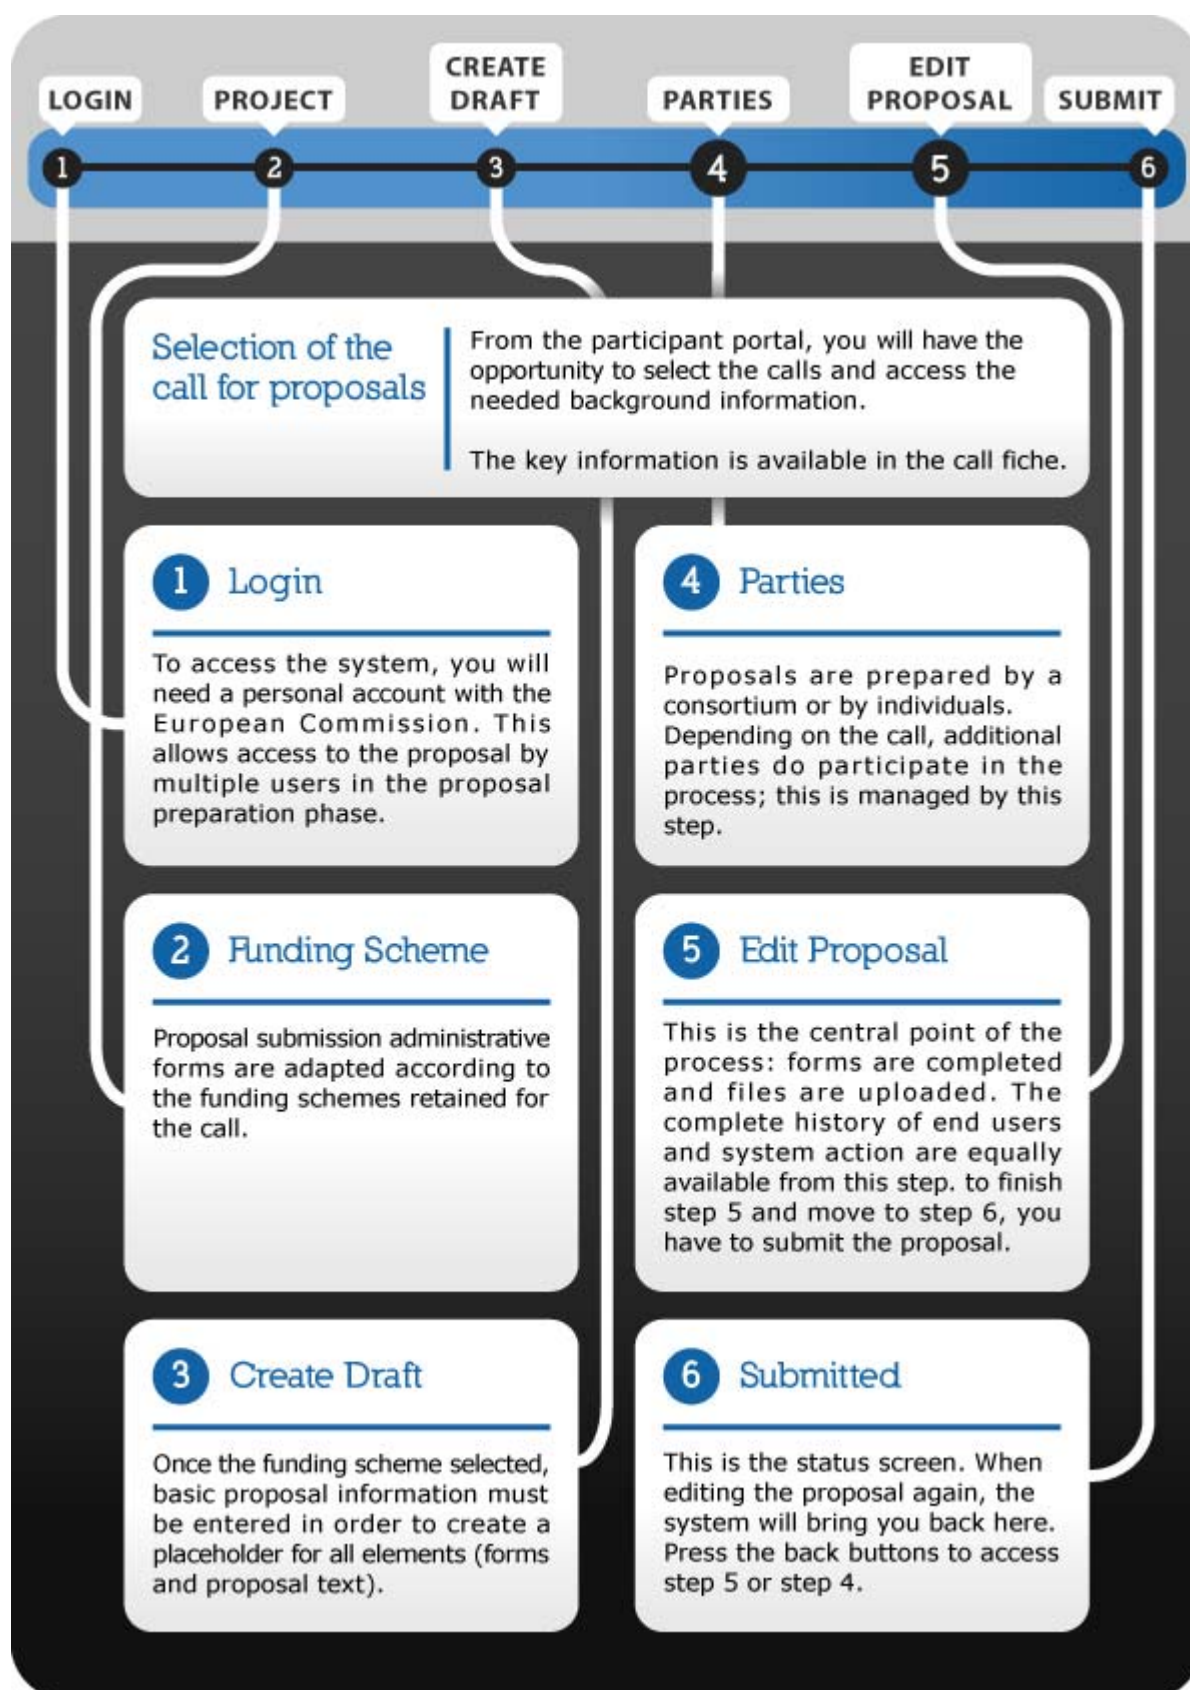 LOGIN
PROJECT
CREATE
DRAFT
PARTIES
EDIT
PROPOSAL
SUBMIT
1
2
3
4
5
6
Selection of the
call for proposals
From the participant portal, you will have the
opportunity to select the calls and access the
needed background information.
The key information is available in the call fiche.
1 Login
To access the system, you will
need a personal account with the
European Commission. This
allows access to the proposal by
multiple users in the proposal
preparation phase.
2 Funding Scheme
Proposal submission administrative
forms are adapted according to
the funding schemes retained for
the call.
3 Create Draft
Once the funding scheme selected,
basic proposal information must
be entered in order to create a
placeholder for all elements (forms
and proposal text).
4 Parties
Proposals are prepared by a
consortium or by individuals.
Depending on the call, additional
parties do participate in the
process; this is managed by this
step.
5 Edit Proposal
This is the central point of the
process: forms are completed
and files are uploaded. The
complete history of end users
and system action are equally
available from this step. to finish
step 5 and move to step 6, you
have to submit the proposal.
6 Submitted
This is the status screen. When
editing the proposal again, the
system will bring you back here.
Press the back buttons to access
step 5 or step 4.